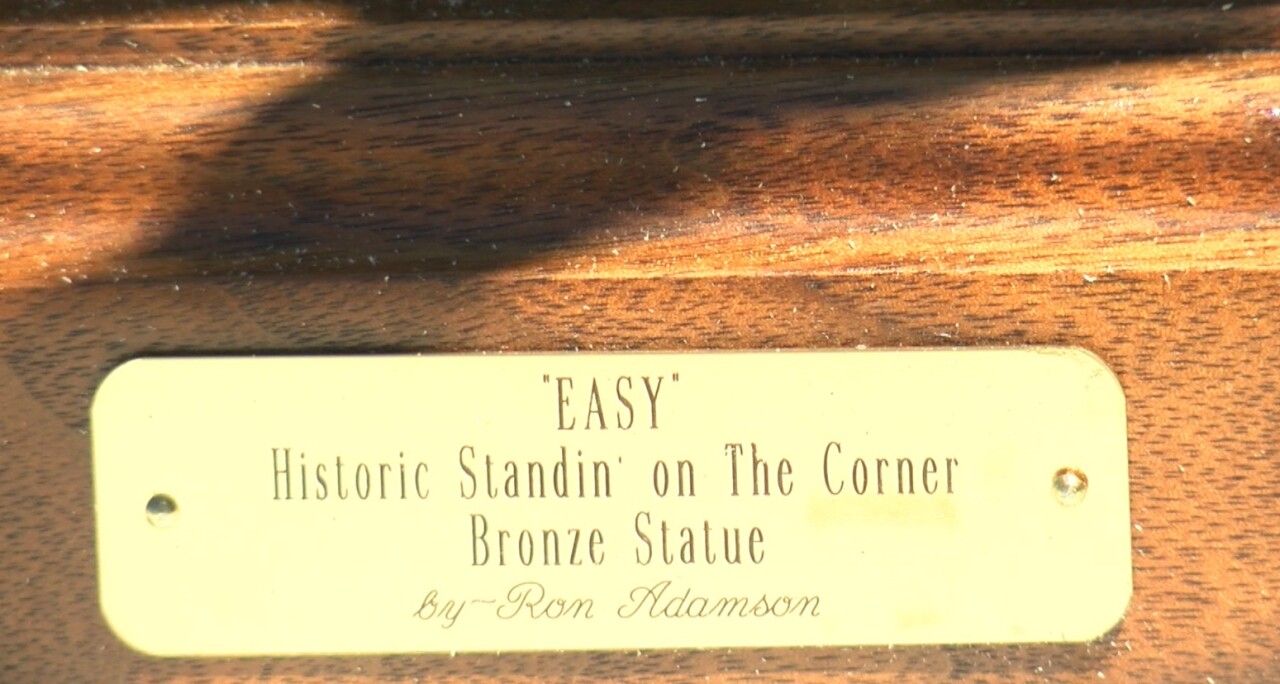 "EASY"
Historic Standin' on The Corner
Bronze Statue
by~Ron Adamson